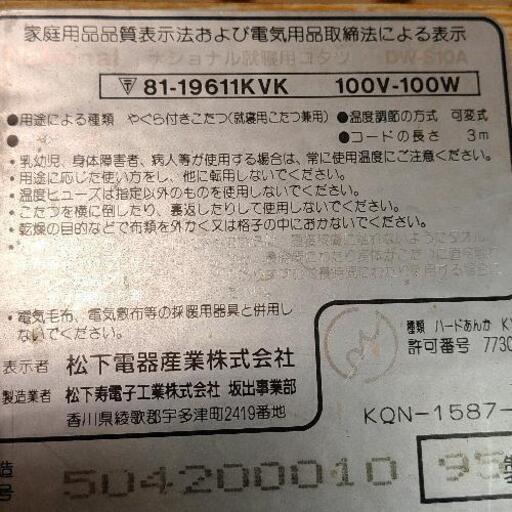 家庭用品品質表示法および電気用品取締法による表示
ナショナル就寝用コタツ DW-S10A
▽ 81-19611KVK 100V-100W
●用途による種類 やぐら付きこたつ(就寝用こたつ兼用) ●温度調節の方式 可変式
● ●コードの長さ 3m
・乳幼児、身体障害者、病人等が使用する場合は、常に使用温度にご注意ください。
・用途に応じた使い方をし、他に転用しないでください。
・温度ヒューズは指定以外のものを使用しないでください。
・こたつを横に倒したり、裏返したりして使用しないでください。
・乾燥の目的などで布類を外かく又は格子の中におかないでください。
・電気毛布、電気敷布等の採暖用器具と併用し
ないでください。
表示者 松下電器産業株式会社
製造業者 松下寿電子工業株式会社 坂出事業部
香川県綾歌郡宇多津町2419番地
種類 ハードあんか K
許可番号 7730
KQN-1587-
造
号 504200010 95 製